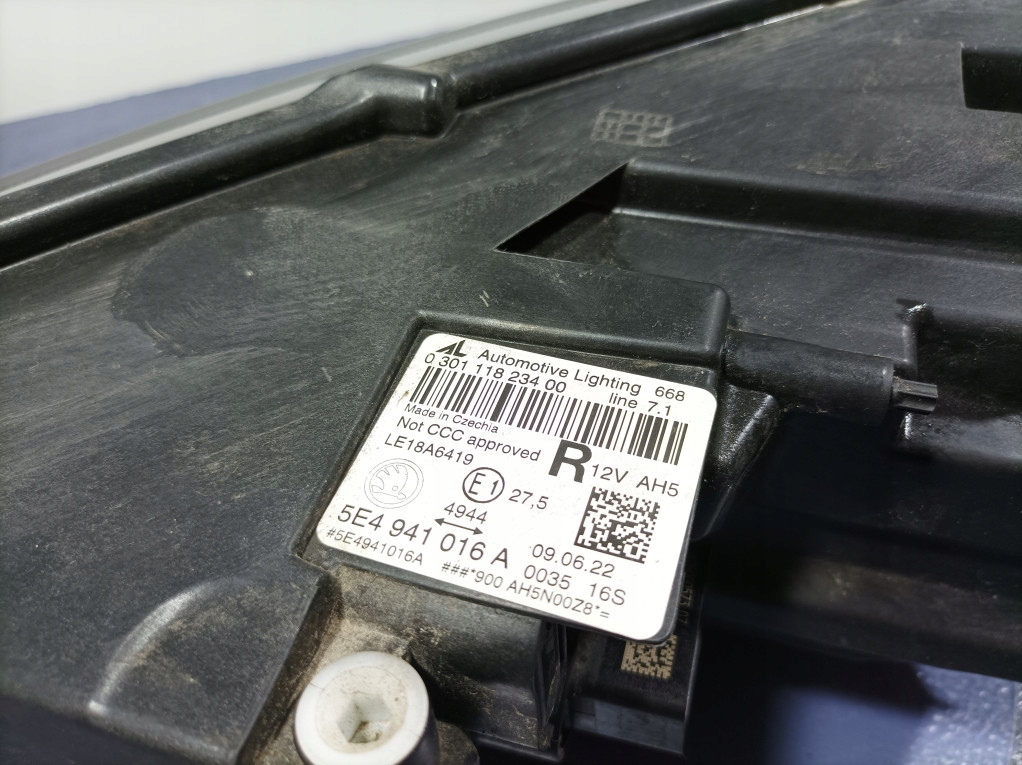 AL Automotive Lighting 668
0 301 118 234 00 line 7.1
Made in Czechia
Not CCC approved
R 12V AH5
LE18A6419
E1 27,5
4944
5E4 941 016 A 09.06.22
#5E4941016A 0035 16S
###*900 AH5N00Z8*=